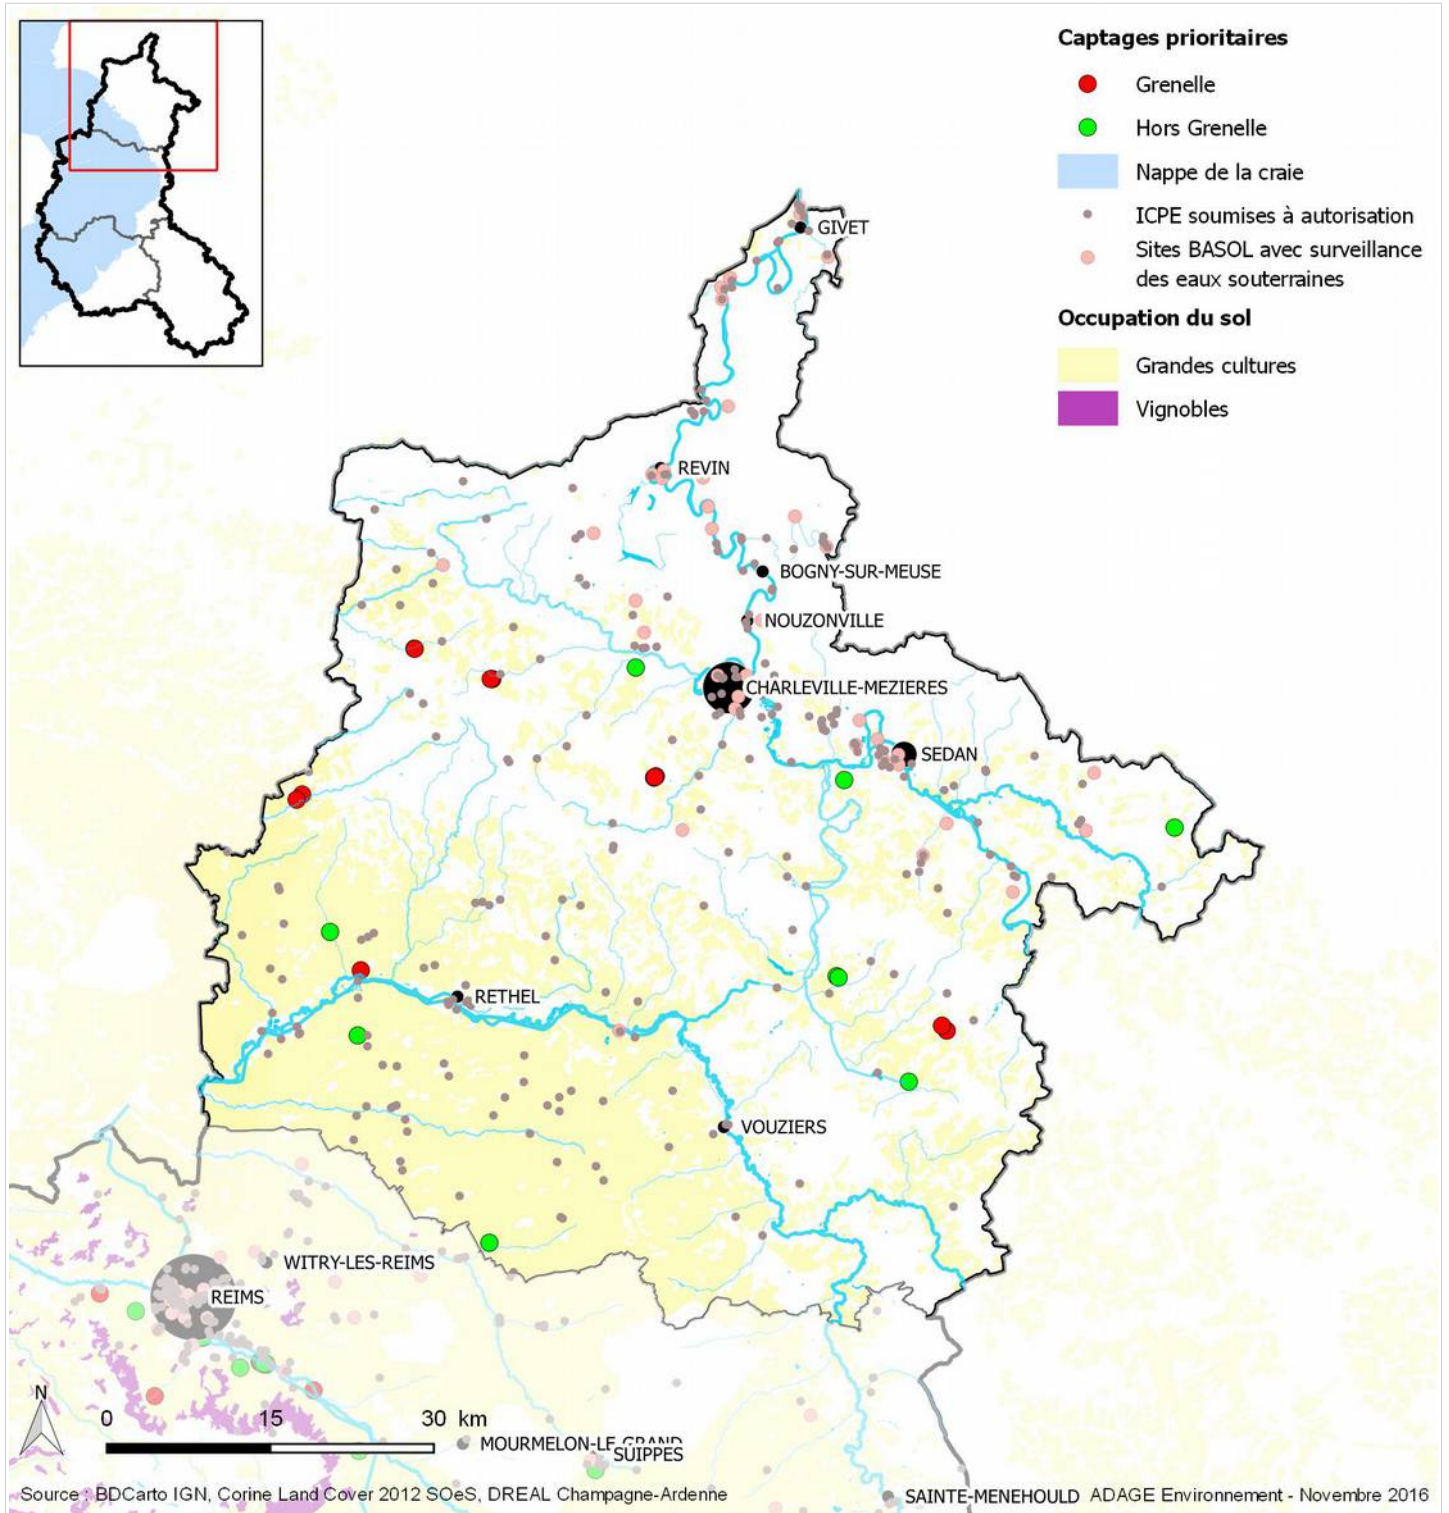 Captages prioritaires
Grenelle
Hors Grenelle
Nappe de la craie
ICPE soumises à autorisation
Sites BASOL avec surveillance
des eaux souterraines
Occupation du sol
Grandes cultures
Vignobles
GIVET
REVIN
BOGNY-SUR-MEUSE
NOUZONVILLE
CHARLEVILLE-MEZIERES
SEDAN
RETHEL
VOUZIERS
WITRY-LES-REIMS
REIMS
N
0 15 30 km
MOURMELON-LE-GRAND
SUIPPES
SAINTE-MENEHOULD
Source : BDCarto IGN, Corine Land Cover 2012 SOeS, DREAL Champagne-Ardenne
ADAGE Environnement - Novembre 2016